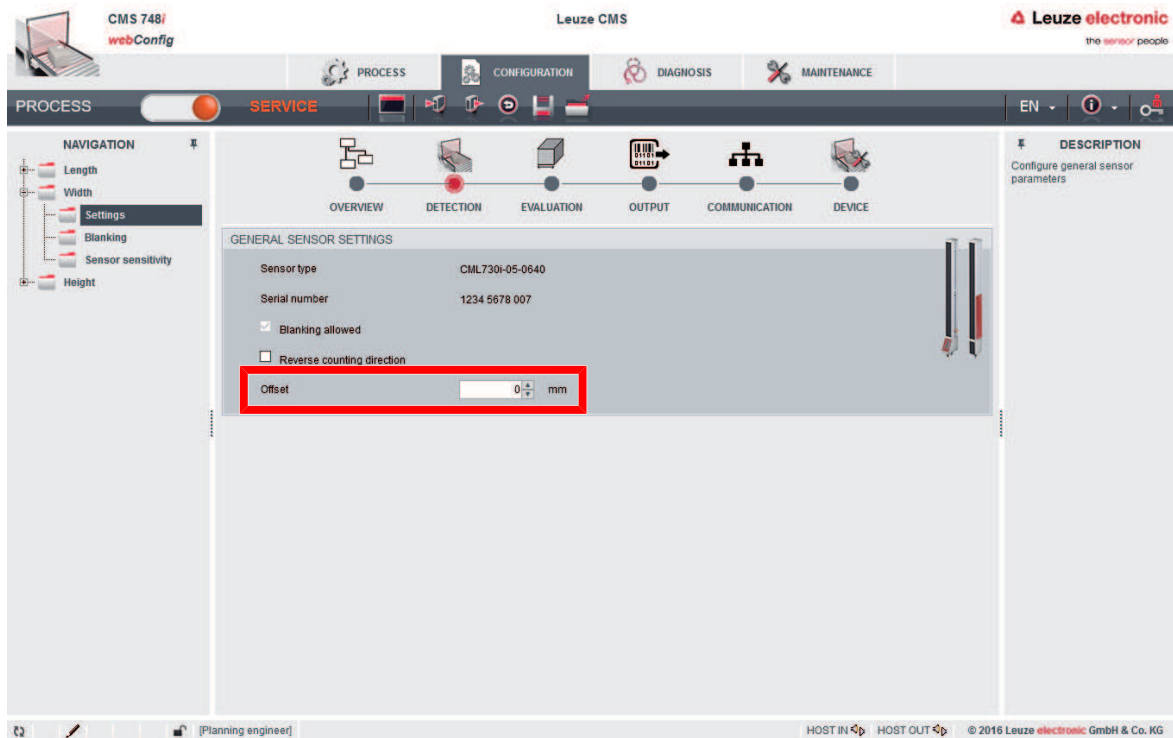 CMS 748i
webConfig
Leuze CMS
Leuze electronic
the sensor people
PROCESS
CONFIGURATION
DIAGNOSIS
MAINTENANCE
PROCESS
SERVICE
EN
NAVIGATION
Length
Width
Settings
Blanking
Sensor sensitivity
Height
OVERVIEW
DETECTION
EVALUATION
OUTPUT
COMMUNICATION
DEVICE
GENERAL SENSOR SETTINGS
Sensor type CML730i-05-0640
Serial number 1234 5678 007
Blanking allowed
Reverse counting direction
Offset 0 mm
DESCRIPTION
Configure general sensor
parameters
[Planning engineer]
HOST IN
HOST OUT
© 2016 Leuze electronic GmbH & Co. KG